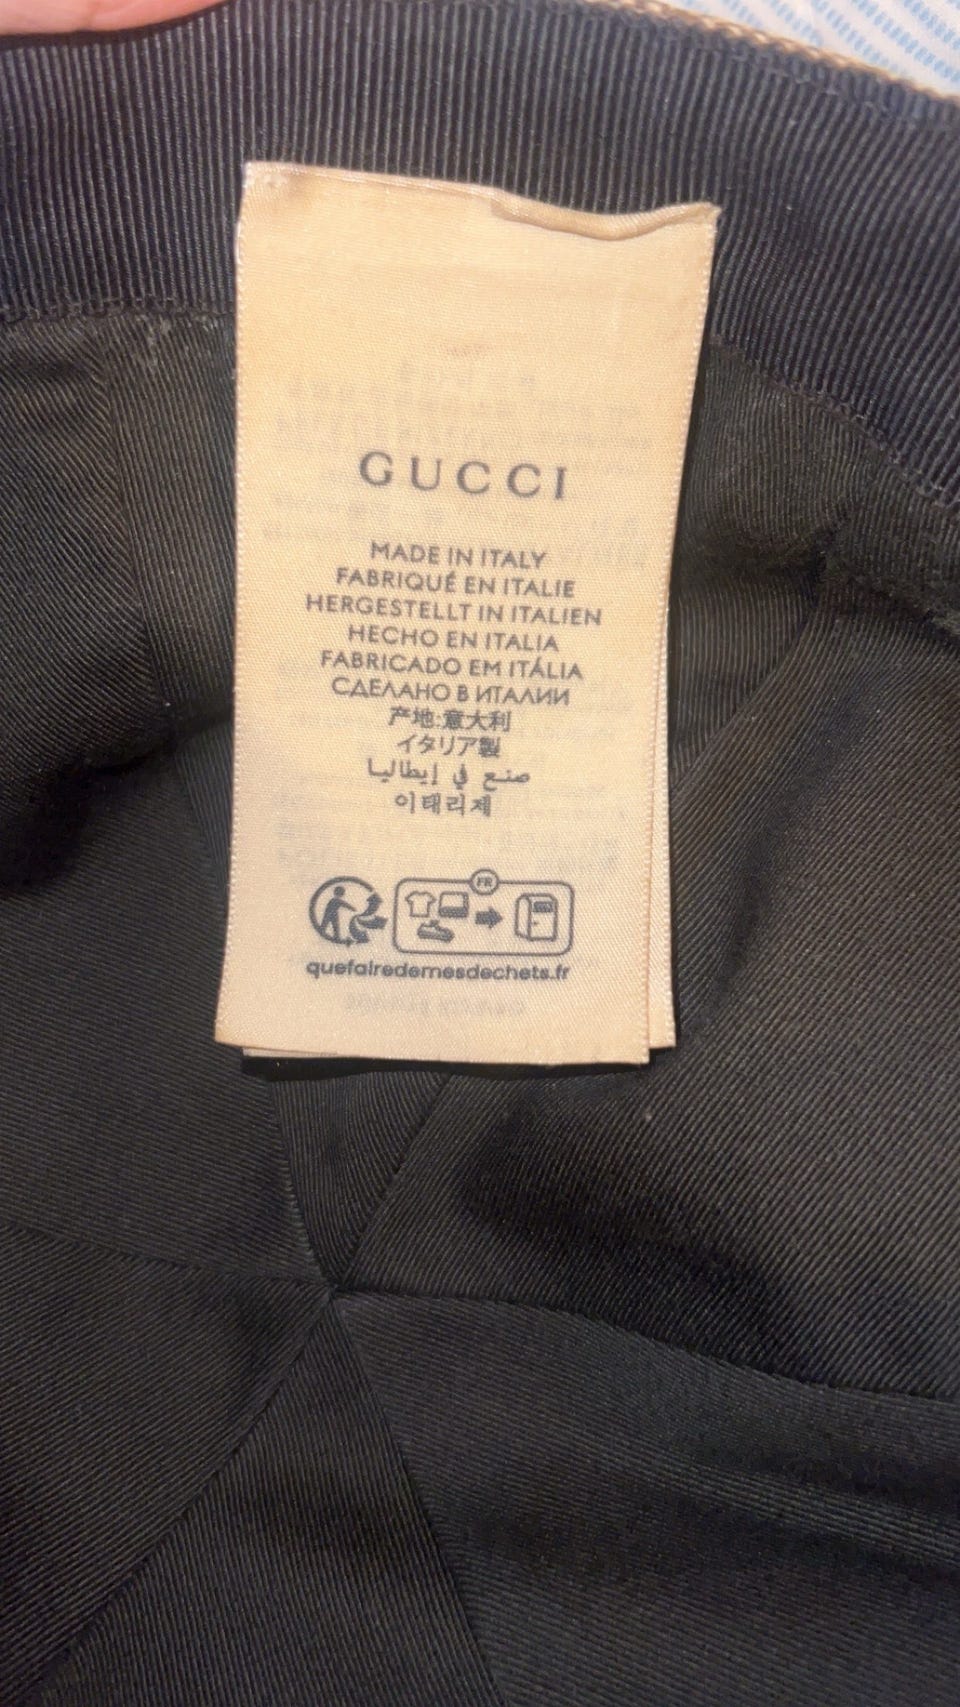 GUCCI
MADE IN ITALY
FABRIQUÉ EN ITALIE
HERGESTELLT IN ITALIEN
HECHO EN ITALIA
FABRICADO EM ITÁLIA
СДЕЛАНО В ИТАЛИИ
产地:意大利
イタリア製
صنع في إيطاليا
이태리제
FR
quefairedemesdechets.fr